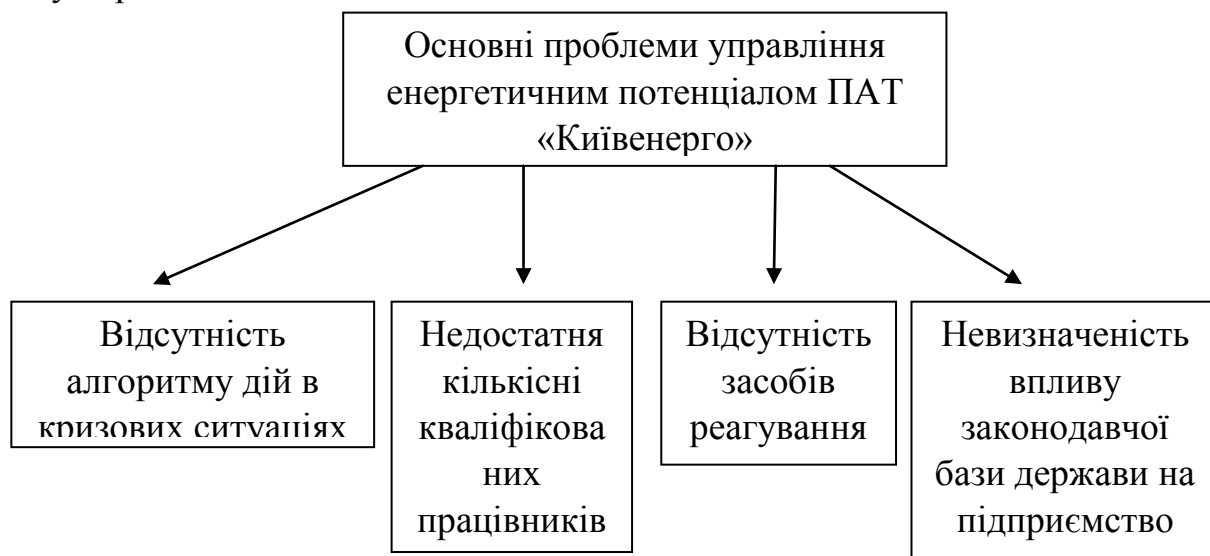 Основні проблеми управління
енергетичним потенціалом ПАТ
«Київенерго»
Відсутність
алгоритму дій в
кризових ситуаціях
Недостатня
кількісні
кваліфікова
них
працівників
Відсутність
засобів
реагування
Невизначеність
впливу
законодавчої
бази держави на
підприємство